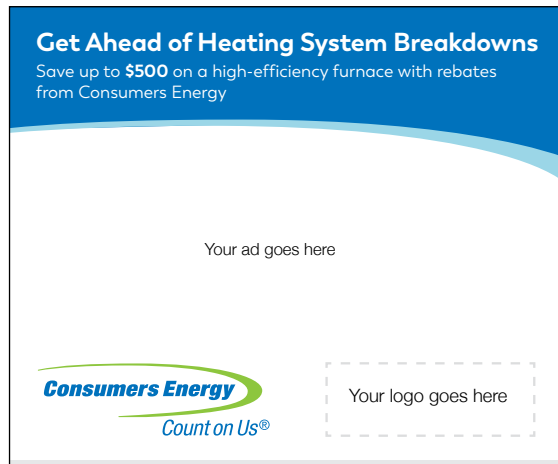 Get Ahead of Heating System Breakdowns
Save up to $500 on a high-efficiency furnace with rebates
from Consumers Energy
Your ad goes here
Consumers Energy
Count on Us®
Your logo goes here